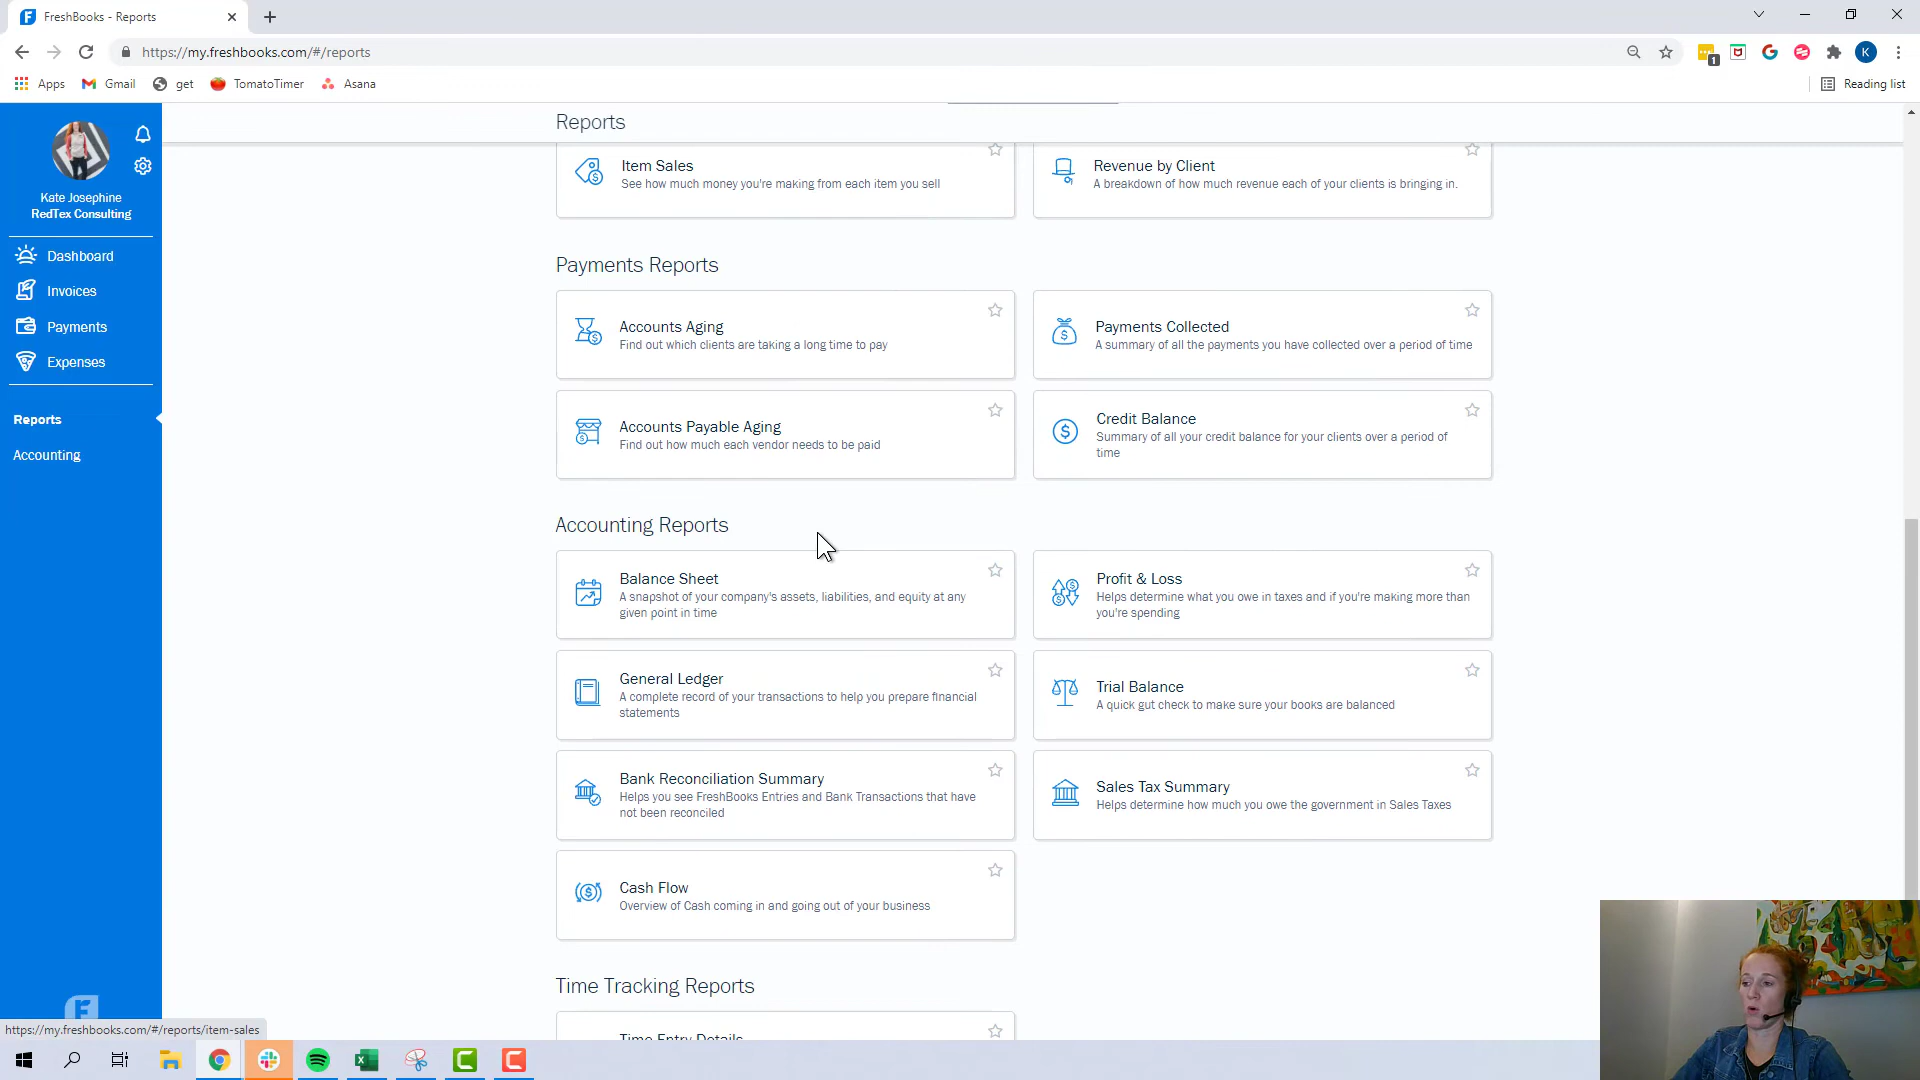 FreshBooks - Reports
https://my.freshbooks.com/#/reports
1
K
Apps
Gmail
get
TomatoTimer
Asana
Reading list
Kate Josephine
RedTex Consulting
Dashboard
Invoices
Payments
Expenses
Reports
Accounting
Reports
Item Sales
See how much money you're making from each item you sell
Revenue by Client
A breakdown of how much revenue each of your clients is bringing in.
Payments Reports
Accounts Aging
Find out which clients are taking a long time to pay
Payments Collected
A summary of all the payments you have collected over a period of time
Accounts Payable Aging
Find out how much each vendor needs to be paid
Credit Balance
Summary of all your credit balance for your clients over a period of
time
Accounting Reports
Balance Sheet
A snapshot of your company's assets, liabilities, and equity at any
given point in time
Profit & Loss
Helps determine what you owe in taxes and if you're making more than
you're spending
General Ledger
A complete record of your transactions to help you prepare financial
statements
Trial Balance
A quick gut check to make sure your books are balanced
Bank Reconciliation Summary
Helps you see FreshBooks Entries and Bank Transactions that have
not been reconciled
Sales Tax Summary
Helps determine how much you owe the government in Sales Taxes
Cash Flow
Overview of Cash coming in and going out of your business
Time Tracking Reports
Time Entry Details
https://my.freshbooks.com/#/reports/item-sales